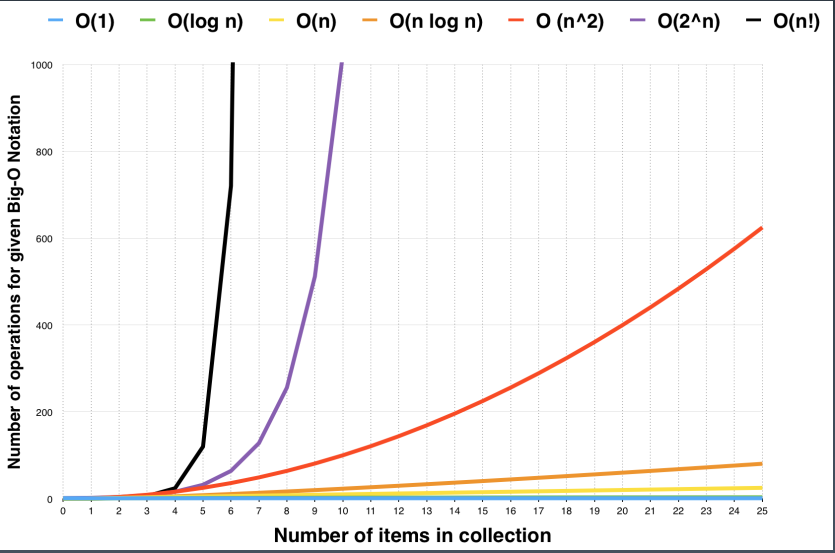 O(1) O(log n) O(n) O(n log n) O (n^2) O(2^n) O(n!)
Number of operations for given Big-O Notation
1000
800
600
400
200
0
0 1 2 3 4 5 6 7 8 9 10 11 12 13 14 15 16 17 18 19 20 21 22 23 24 25
Number of items in collection